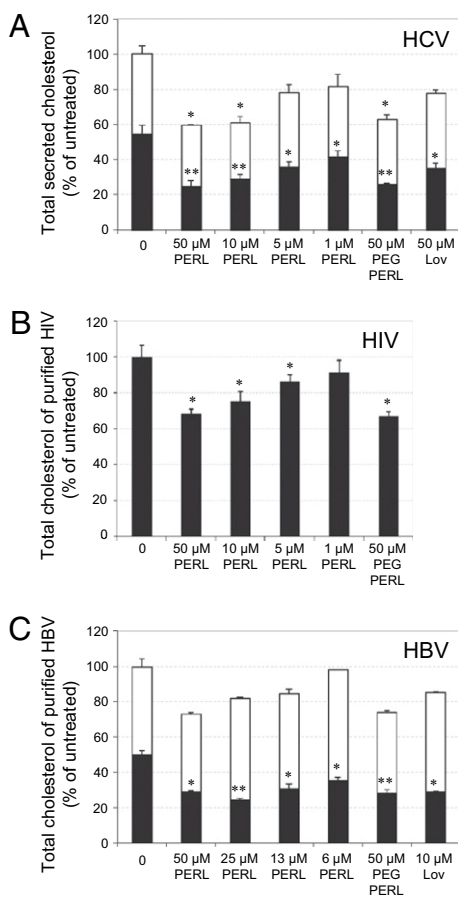 A
HCV
Total secreted cholesterol
(% of untreated)
120
100
80
60
40
20
0
*
*
*
**
**
*
*
**
*
0
50 µM
PERL
10 µM
PERL
5 µM
PERL
1 µM
PERL
50 µM
PEG
PERL
50 µM
Lov
B
HIV
Total cholesterol of purified HIV
(% of untreated)
120
100
80
60
40
20
0
*
*
*
*
0
50 µM
PERL
10 µM
PERL
5 µM
PERL
1 µM
PERL
50 µM
PEG
PERL
C
HBV
Total cholesterol of purified HBV
(% of untreated)
120
100
80
60
40
20
0
*
**
*
*
**
*
0
50 µM
PERL
25 µM
PERL
13 µM
PERL
6 µM
PERL
50 µM
PEG
PERL
10 µM
Lov